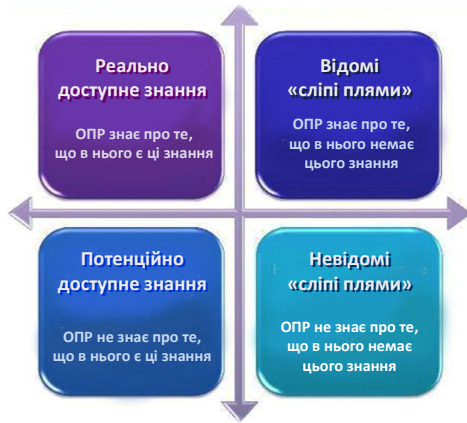 Реально
доступне знання
ОПР знає про те,
що в нього є ці знання
Відомі
«сліпі плями»
ОПР знає про те,
що в нього немає
цього знання
Потенційно
доступне знання
ОПР не знає про те,
що в нього є ці знання
Невідомі
«сліпі плями»
ОПР не знає про те,
що в нього немає
цього знання